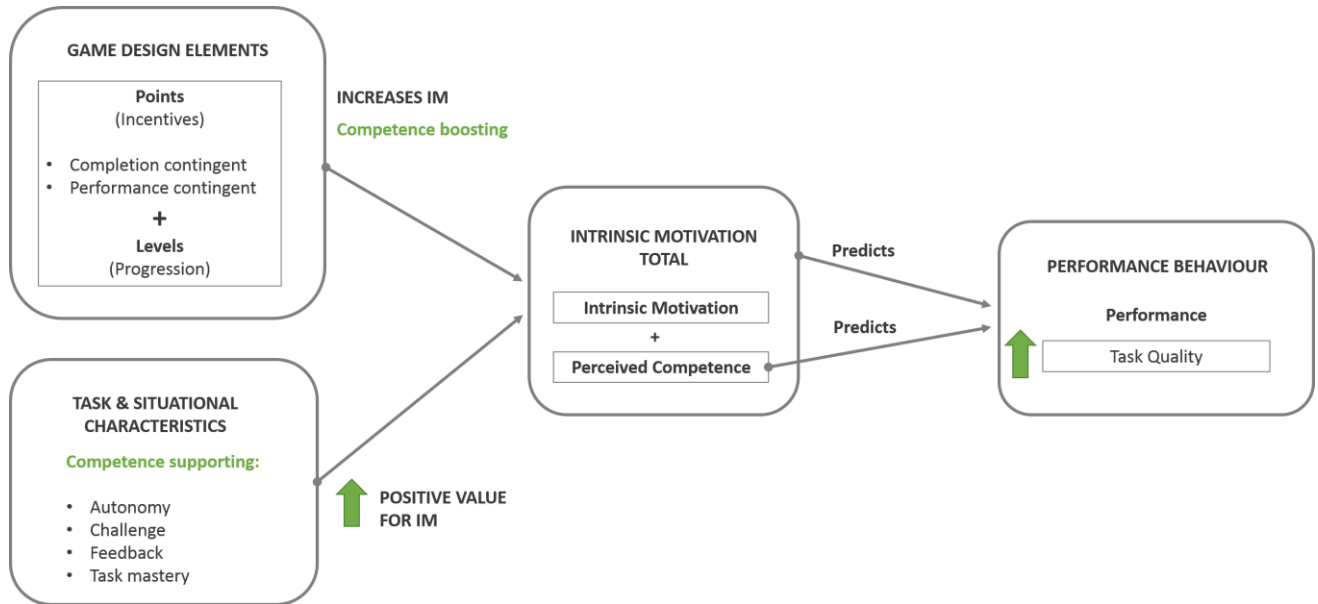 GAME DESIGN ELEMENTS
Points
(Incentives)
• Completion contingent
• Performance contingent
+
Levels
(Progression)
INCREASES IM
Competence boosting
TASK & SITUATIONAL
CHARACTERISTICS
Competence supporting:
• Autonomy
• Challenge
• Feedback
• Task mastery
POSITIVE VALUE
FOR IM
INTRINSIC MOTIVATION
TOTAL
Intrinsic Motivation
+
Perceived Competence
Predicts
Predicts
PERFORMANCE BEHAVIOUR
Performance
Task Quality